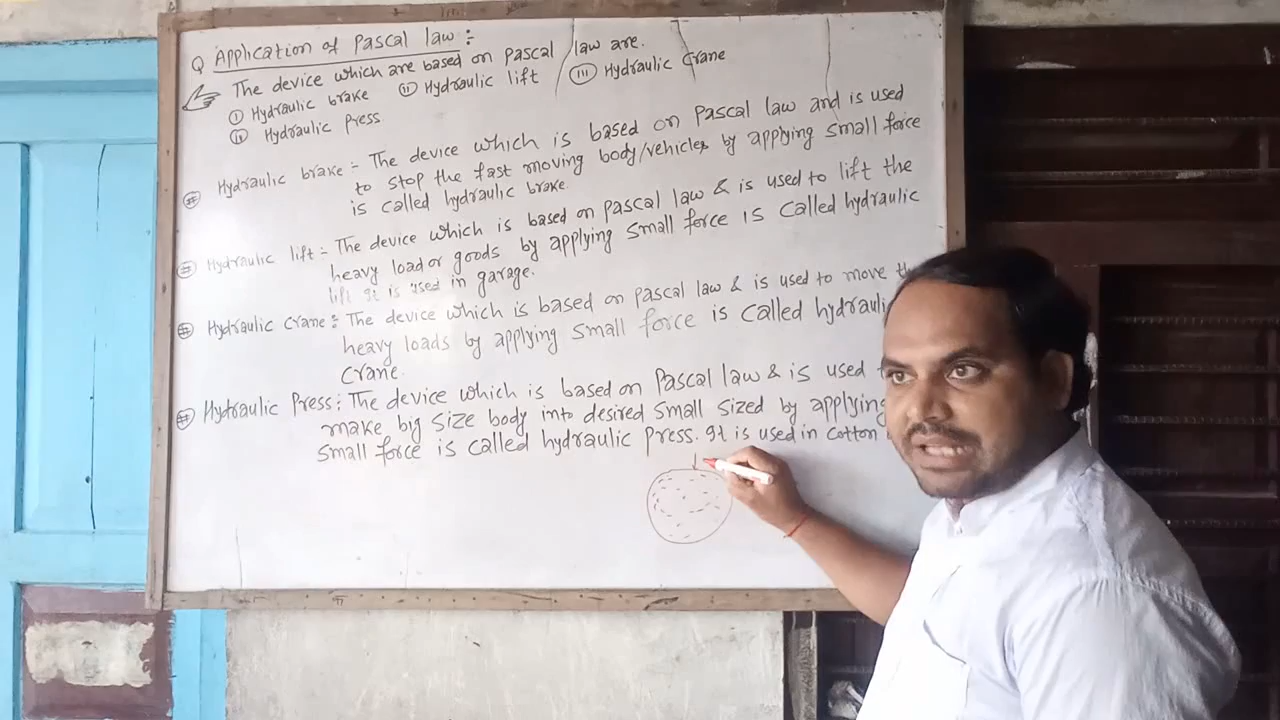 Q Application of Pascal law :
The device which are based on pascal law are.
(i) Hydraulic brake (ii) Hydraulic lift (iii) Hydraulic Crane
Hydraulic Press
# Hydraulic brake :- The device which is based on pascal law and is used
to stop the fast moving body/vehicles by applying small force
is called hydraulic brake.
# Hydraulic lift :- The device which is based on pascal law & is used to lift the
heavy load or goods by applying small force is called hydraulic
lift It is used in garage.
# Hydraulic Crane : The device which is based on pascal law & is used to move
heavy loads by applying small force is called
Crane.
# Hydraulic Press : The device which is based on Pascal law & is used
make big size body into desired small sized by applying
small force is called hydraulic press. It is used in cotton